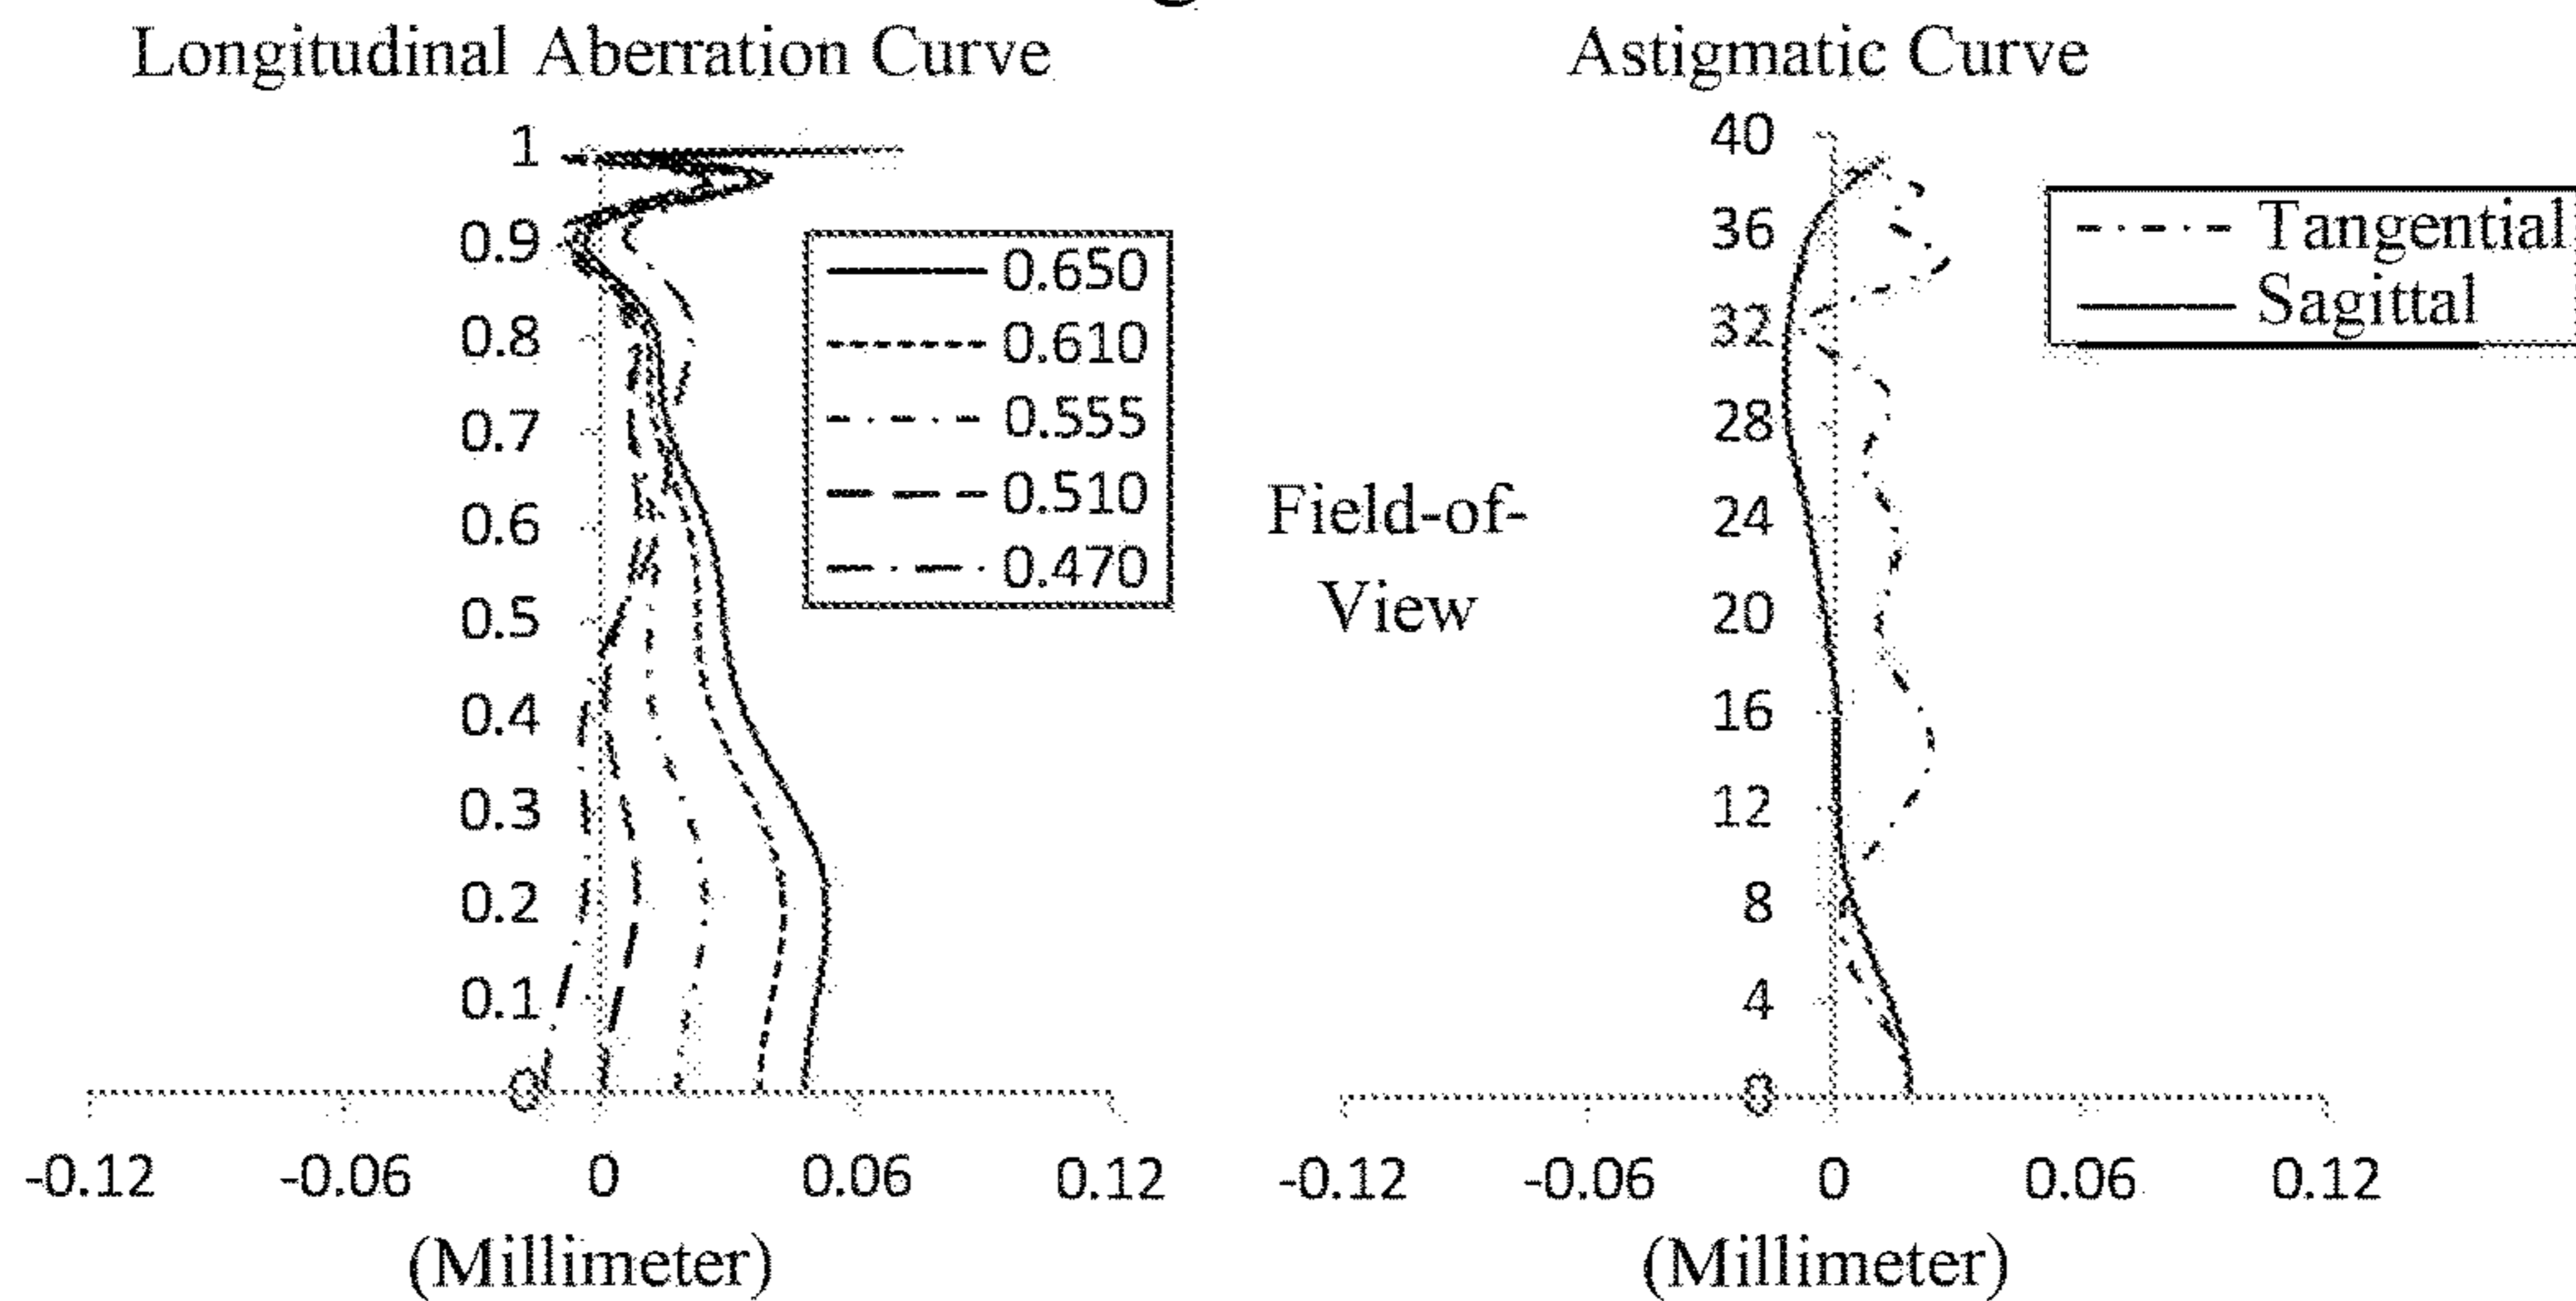 Longitudinal Aberration Curve
1
0.9
0.8
0.7
0.6
0.5
0.4
0.3
0.2
0.1
0
-0.12 -0.06 0 0.06 0.12
(Millimeter)
0.650
0.610
0.555
0.510
0.470
Astigmatic Curve
Field-of-
View
40
36
32
28
24
20
16
12
8
4
0
-0.12 -0.06 0 0.06 0.12
(Millimeter)
Tangential
Sagittal